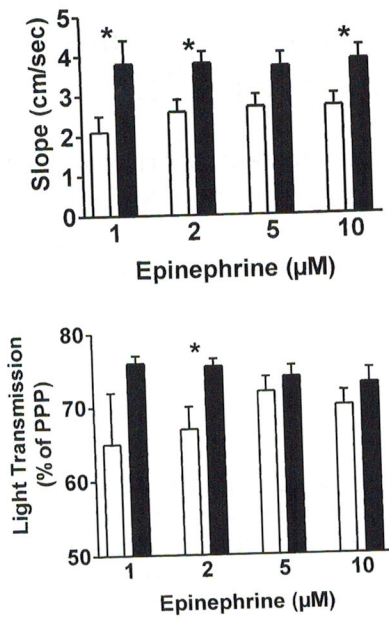 Slope (cm/sec)
5
4
3
2
1
0
*
*
*
1 2 5 10
Epinephrine (µM)
Light Transmission
(% of PPP)
80
70
60
50
*
1 2 5 10
Epinephrine (µM)